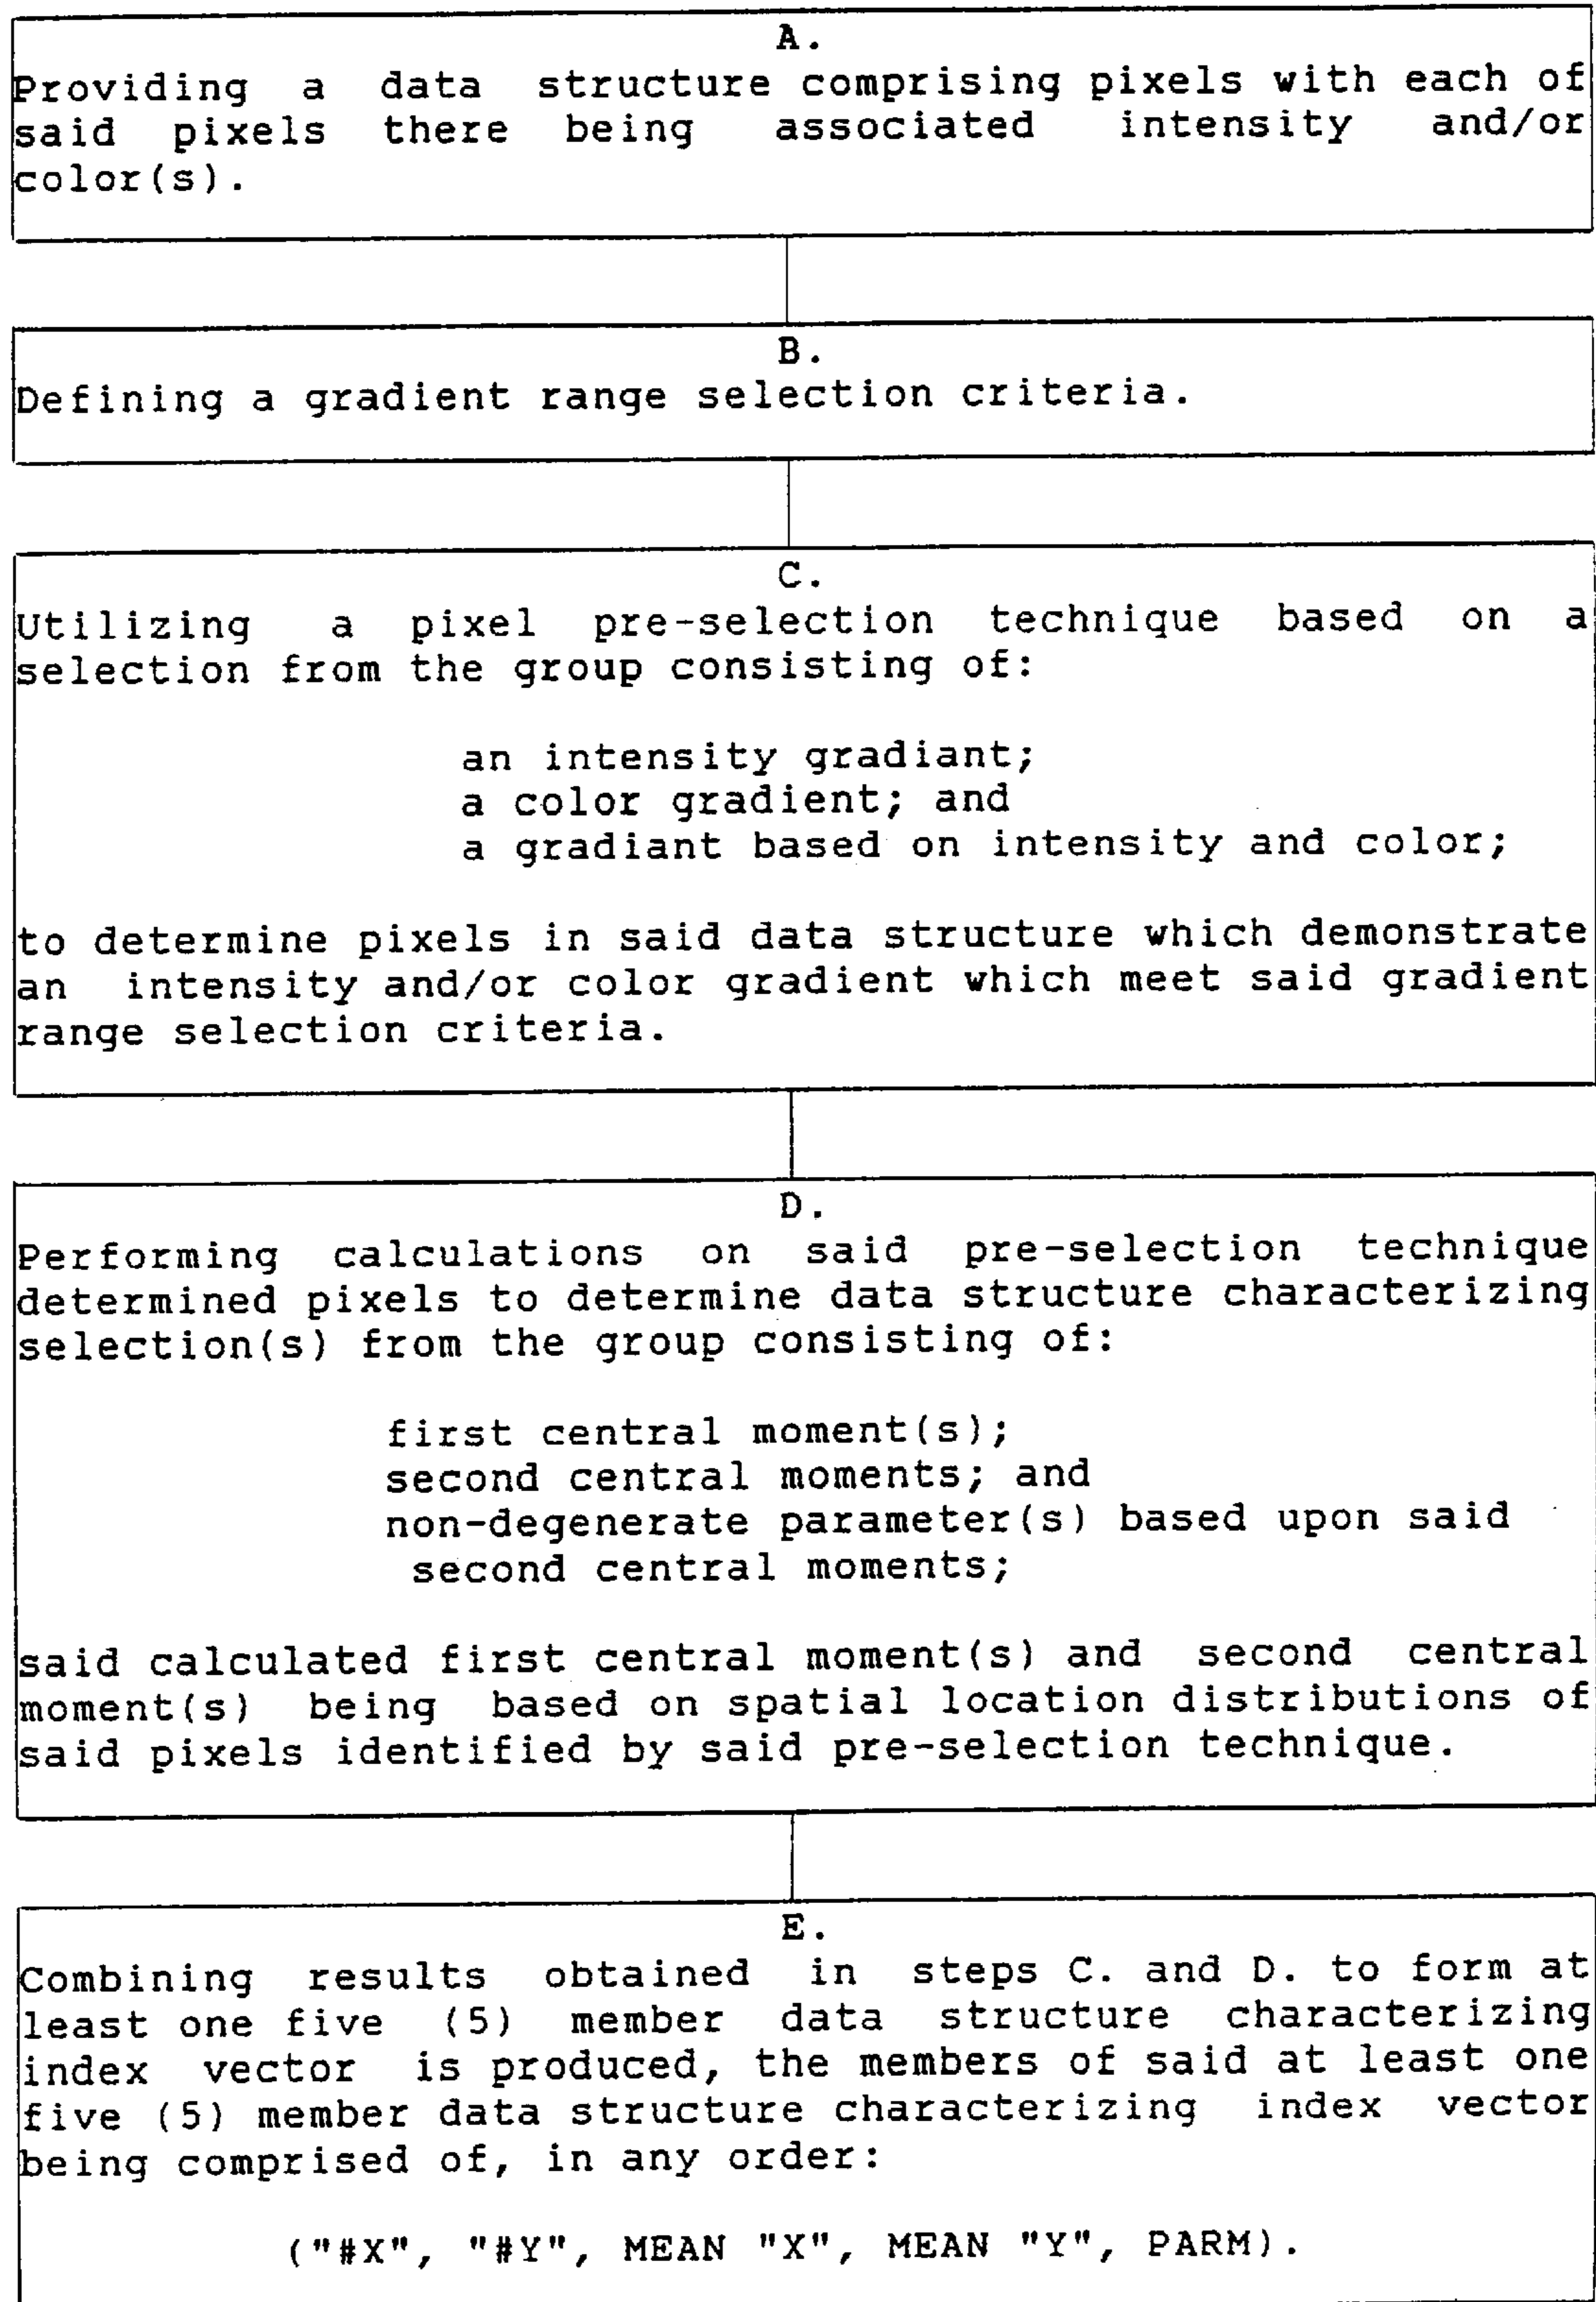 A.
Providing a data structure comprising pixels with each of
said pixels there being associated intensity and/or
color(s).
B.
Defining a gradient range selection criteria.
C.
Utilizing a pixel pre-selection technique based on a
selection from the group consisting of:
an intensity gradiant;
a color gradient; and
a gradiant based on intensity and color;
to determine pixels in said data structure which demonstrate
an intensity and/or color gradient which meet said gradient
range selection criteria.
D.
Performing calculations on said pre-selection technique
determined pixels to determine data structure characterizing
selection(s) from the group consisting of:
first central moment(s);
second central moments; and
non-degenerate parameter(s) based upon said
second central moments;
said calculated first central moment(s) and second central
moment(s) being based on spatial location distributions of
said pixels identified by said pre-selection technique.
E.
Combining results obtained in steps C. and D. to form at
least one five (5) member data structure characterizing
index vector is produced, the members of said at least one
five (5) member data structure characterizing index vector
being comprised of, in any order:
("#X", "#Y", MEAN "X", MEAN "Y", PARM).